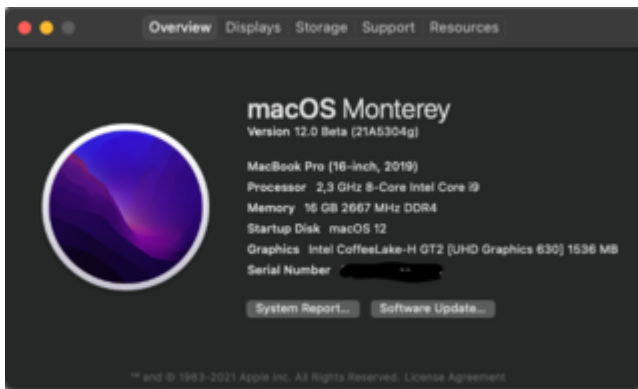 Overview Displays Storage Support Resources
macOS Monterey
Version 12.0 Beta (21A5304g)
MacBook Pro (16-inch, 2019)
Processor 2,3 GHz 8-Core Intel Core i9
Memory 16 GB 2667 MHz DDR4
Startup Disk macOS 12
Graphics Intel CoffeeLake-H GT2 [UHD Graphics 630] 1536 MB
Serial Number
System Report... Software Update...
™ and © 1983-2021 Apple Inc. All Rights Reserved. License Agreement